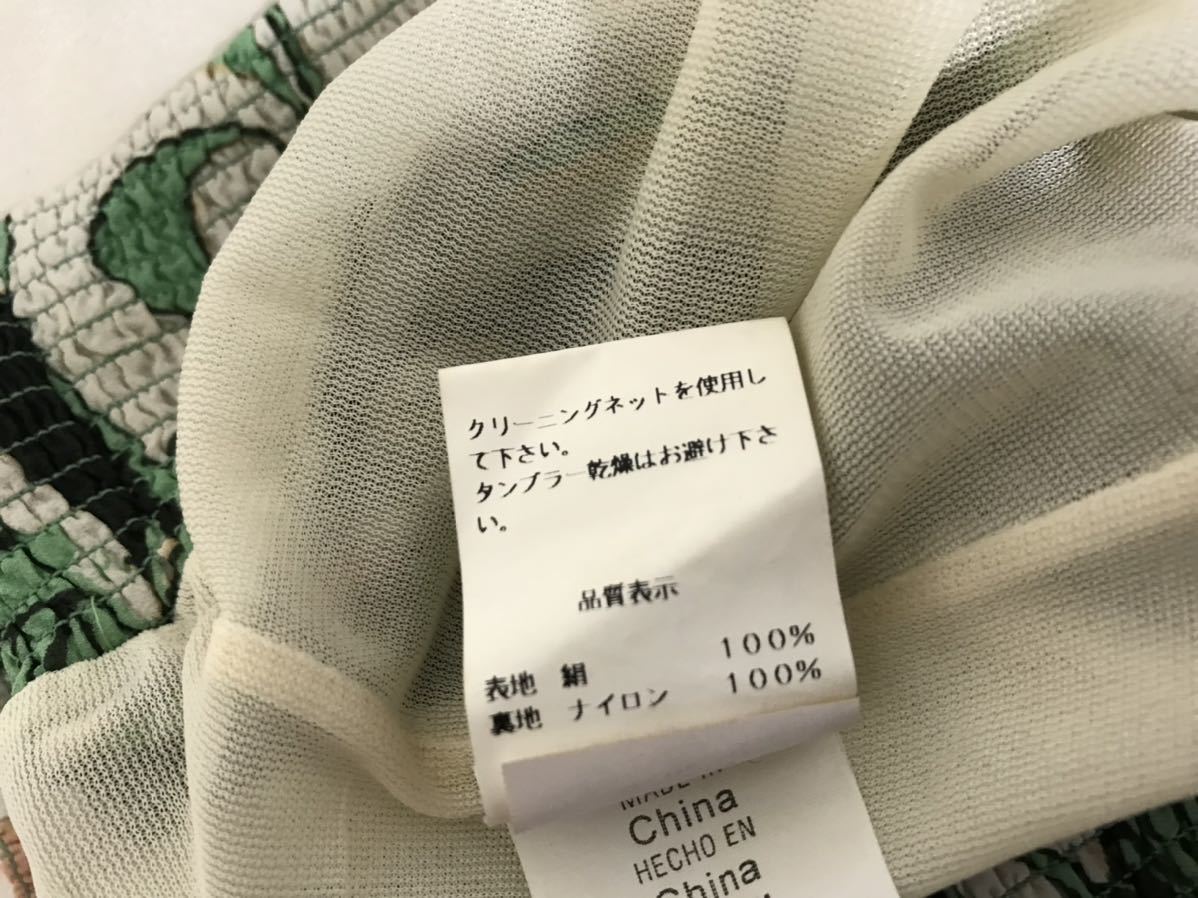 クリーニングネットを使用し
て下さい。
タンブラー乾燥はお避け下さ
い。
品質表示
表地 絹 100%
裏地 ナイロン 100%
MADE IN
China
HECHO EN
China